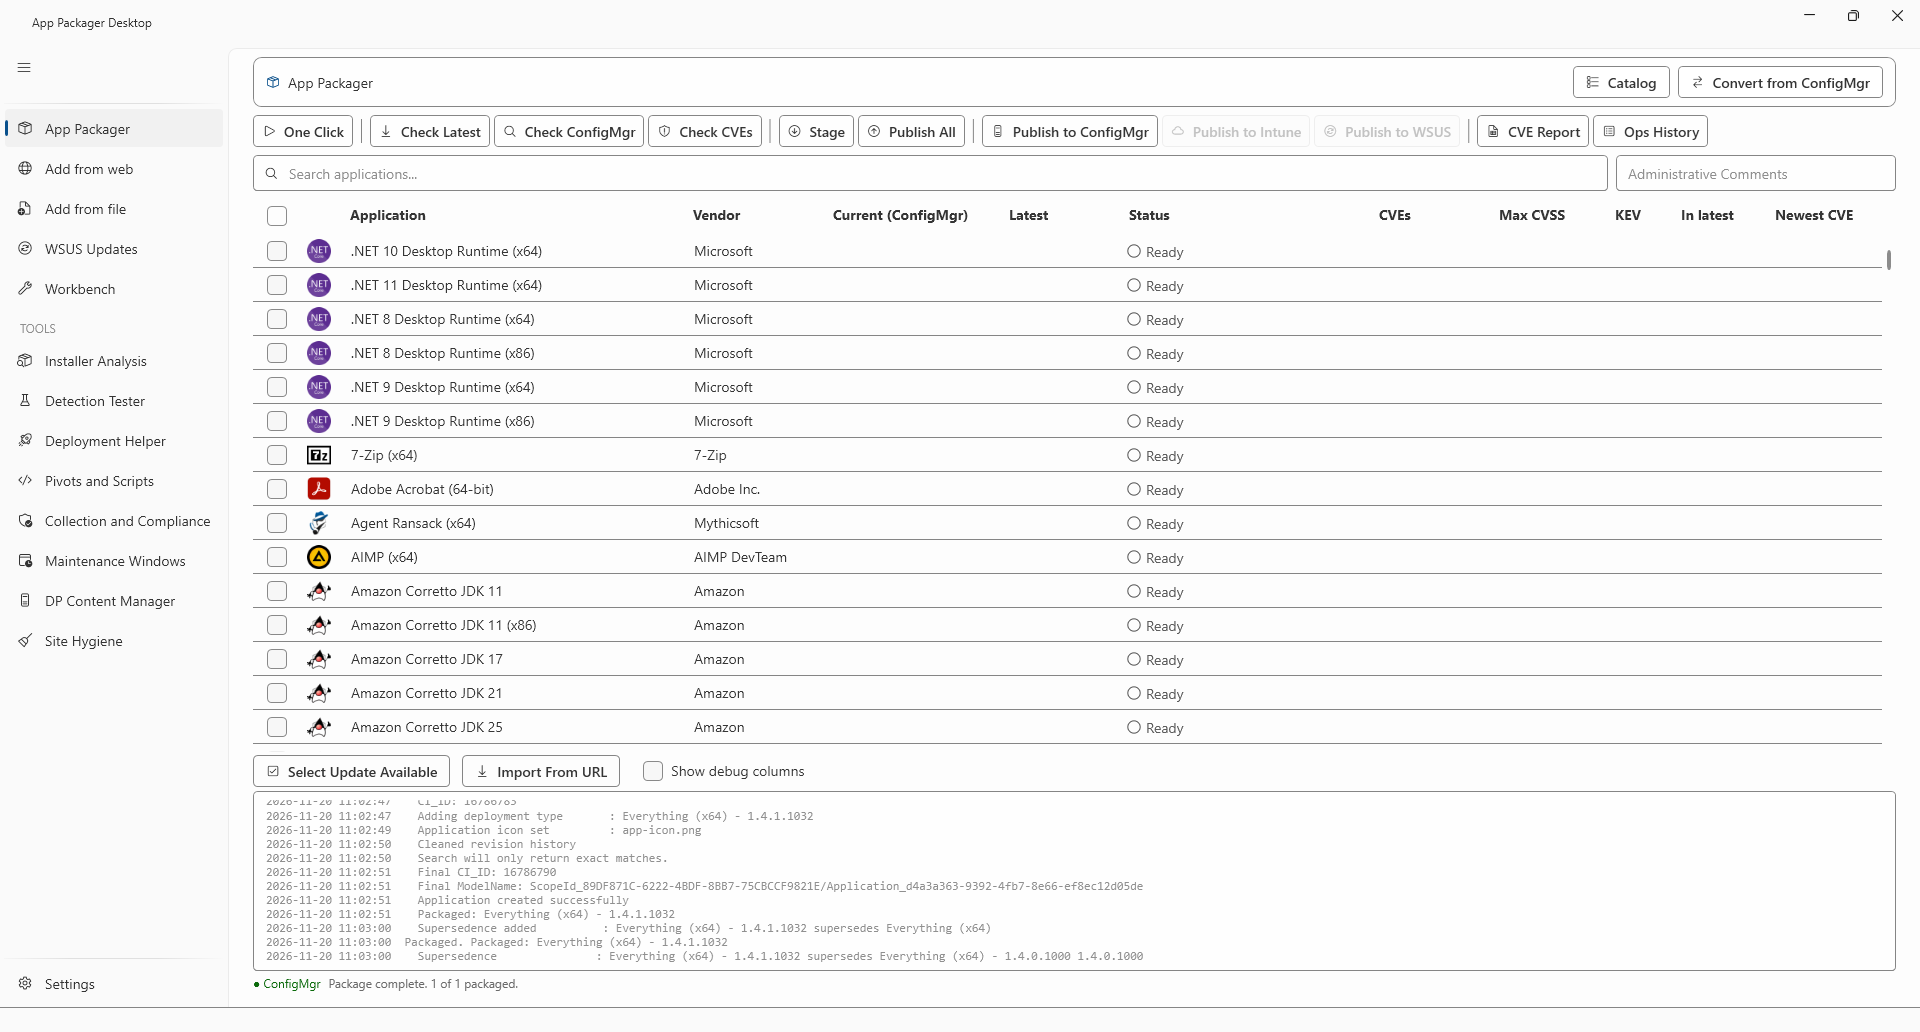 App Packager Desktop
App Packager
Catalog
Convert from ConfigMgr
App Packager
Add from web
Add from file
WSUS Updates
Workbench
TOOLS
Installer Analysis
Detection Tester
Deployment Helper
Pivots and Scripts
Collection and Compliance
Maintenance Windows
DP Content Manager
Site Hygiene
Settings
One Click
Check Latest
Check ConfigMgr
Check CVEs
Stage
Publish All
Publish to ConfigMgr
Publish to Intune
Publish to WSUS
CVE Report
Ops History
Search applications...
Administrative Comments
Application Vendor Current (ConfigMgr) Latest Status CVEs Max CVSS KEV In latest Newest CVE
.NET 10 Desktop Runtime (x64) Microsoft Ready
.NET 11 Desktop Runtime (x64) Microsoft Ready
.NET 8 Desktop Runtime (x64) Microsoft Ready
.NET 8 Desktop Runtime (x86) Microsoft Ready
.NET 9 Desktop Runtime (x64) Microsoft Ready
.NET 9 Desktop Runtime (x86) Microsoft Ready
7-Zip (x64) 7-Zip Ready
Adobe Acrobat (64-bit) Adobe Inc. Ready
Agent Ransack (x64) Mythicsoft Ready
AIMP (x64) AIMP DevTeam Ready
Amazon Corretto JDK 11 Amazon Ready
Amazon Corretto JDK 11 (x86) Amazon Ready
Amazon Corretto JDK 17 Amazon Ready
Amazon Corretto JDK 21 Amazon Ready
Amazon Corretto JDK 25 Amazon Ready
Select Update Available
Import From URL
Show debug columns
2026-11-20 11:02:47 CI_ID: 16786783
2026-11-20 11:02:47 Adding deployment type : Everything (x64) - 1.4.1.1032
2026-11-20 11:02:49 Application icon set : app-icon.png
2026-11-20 11:02:50 Cleaned revision history
2026-11-20 11:02:50 Search will only return exact matches.
2026-11-20 11:02:51 Final CI_ID: 16786790
2026-11-20 11:02:51 Final ModelName: ScopeId_89DF871C-6222-4BDF-8BB7-75CBCCF9821E/Application_d4a3a363-9392-4fb7-8e66-ef8ec12d05de
2026-11-20 11:02:51 Application created successfully
2026-11-20 11:02:51 Packaged: Everything (x64) - 1.4.1.1032
2026-11-20 11:03:00 Supersedence added : Everything (x64) - 1.4.1.1032 supersedes Everything (x64)
2026-11-20 11:03:00 Packaged. Packaged: Everything (x64) - 1.4.1.1032
2026-11-20 11:03:00 Supersedence : Everything (x64) - 1.4.1.1032 supersedes Everything (x64) - 1.4.0.1000 1.4.0.1000
ConfigMgr Package complete. 1 of 1 packaged.